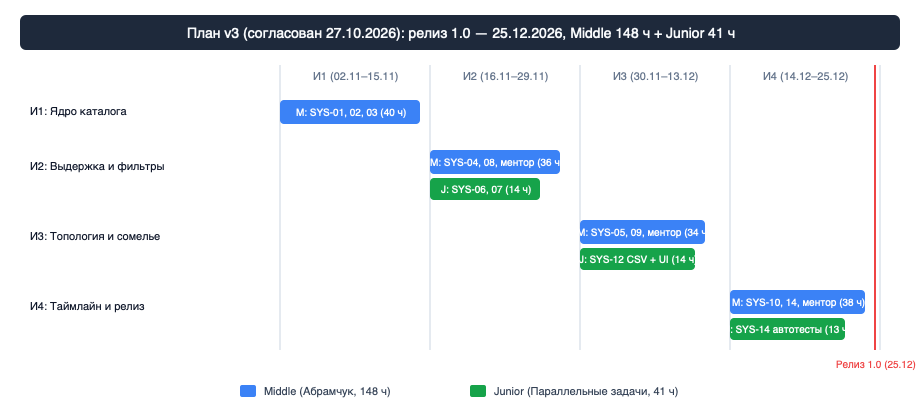 План v3 (согласован 27.10.2026): релиз 1.0 — 25.12.2026, Middle 148 ч + Junior 41 ч
И1 (02.11–15.11) И2 (16.11–29.11) И3 (30.11–13.12) И4 (14.12–25.12)
И1: Ядро каталога
M: SYS-01, 02, 03 (40 ч)
И2: Выдержка и фильтры
M: SYS-04, 08, ментор (36 ч
J: SYS-06, 07 (14 ч)
И3: Топология и сомелье
M: SYS-05, 09, ментор (34 ч
J: SYS-12 CSV + UI (14 ч)
И4: Таймлайн и релиз
M: SYS-10, 14, ментор (38 ч)
: SYS-14 автотесты (13 ч
Релиз 1.0 (25.12)
Middle (Абрамчук, 148 ч) Junior (Параллельные задачи, 41 ч)